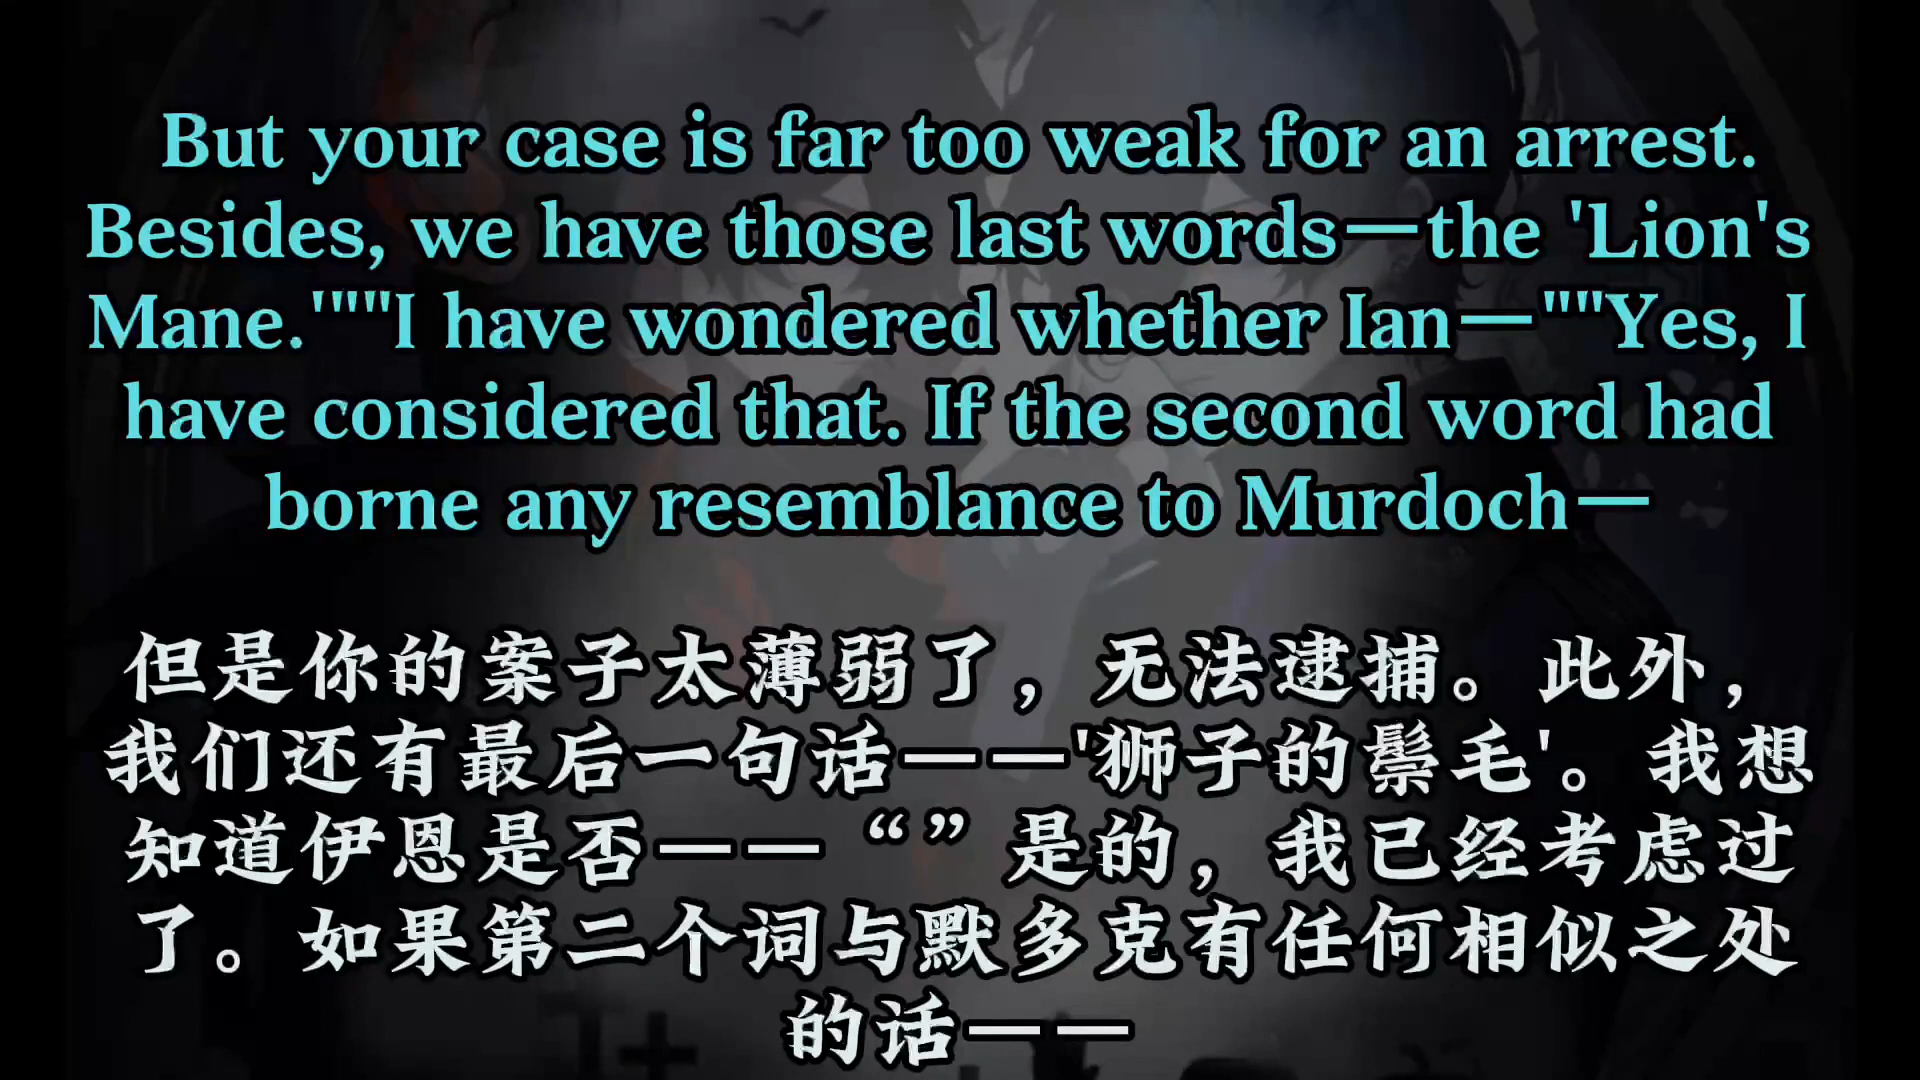 But your case is far too weak for an arrest.
Besides, we have those last words—the 'Lion's
Mane.'"""I have wondered whether Ian—""Yes, I
have considered that. If the second word had
borne any resemblance to Murdoch—
但是你的案子太薄弱了，无法逮捕。此外，
我们还有最后一句话——'狮子的鬃毛'。我想
知道伊恩是否——“”是的，我已经考虑过
了。如果第二个词与默多克有任何相似之处
的话——